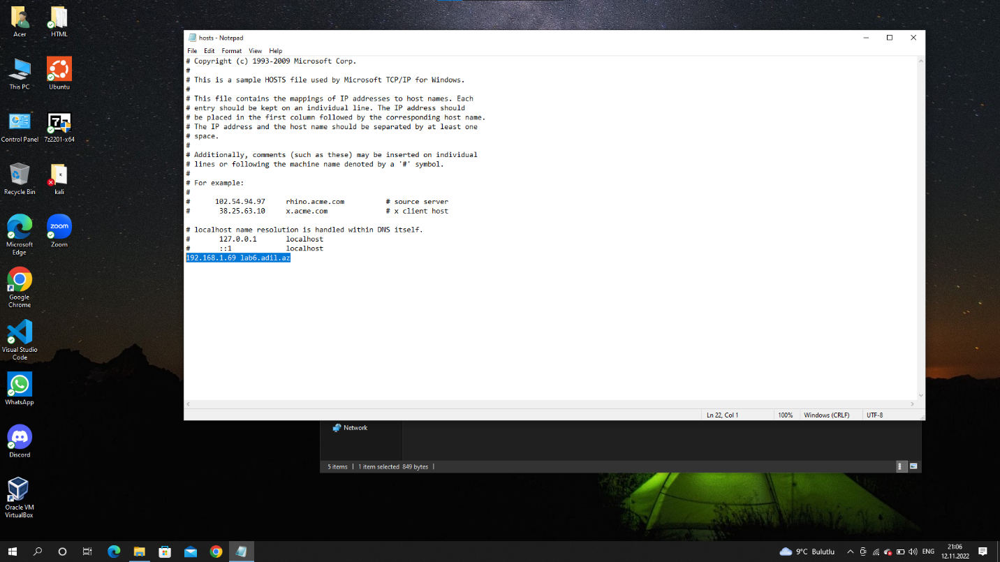 Acer
HTML
This PC
Ubuntu
Control Panel
7z2201-x64
Recycle Bin
kali
Microsoft
Edge
zoom
Zoom
Google
Chrome
Visual Studio
Code
WhatsApp
Discord
Oracle VM
VirtualBox
hosts - Notepad
File Edit Format View Help
# Copyright (c) 1993-2009 Microsoft Corp.
#
# This is a sample HOSTS file used by Microsoft TCP/IP for Windows.
#
# This file contains the mappings of IP addresses to host names. Each
# entry should be kept on an individual line. The IP address should
# be placed in the first column followed by the corresponding host name.
# The IP address and the host name should be separated by at least one
# space.
#
# Additionally, comments (such as these) may be inserted on individual
# lines or following the machine name denoted by a '#' symbol.
#
# For example:
#
#      102.54.94.97     rhino.acme.com          # source server
#       38.25.63.10     x.acme.com              # x client host
# localhost name resolution is handled within DNS itself.
#       127.0.0.1       localhost
#       ::1             localhost
192.168.1.69 lab6.adil.az
Ln 22, Col 1 100% Windows (CRLF) UTF-8
Network
5 items 1 item selected 849 bytes
9°C Bulutlu ENG 21:06
12.11.2022